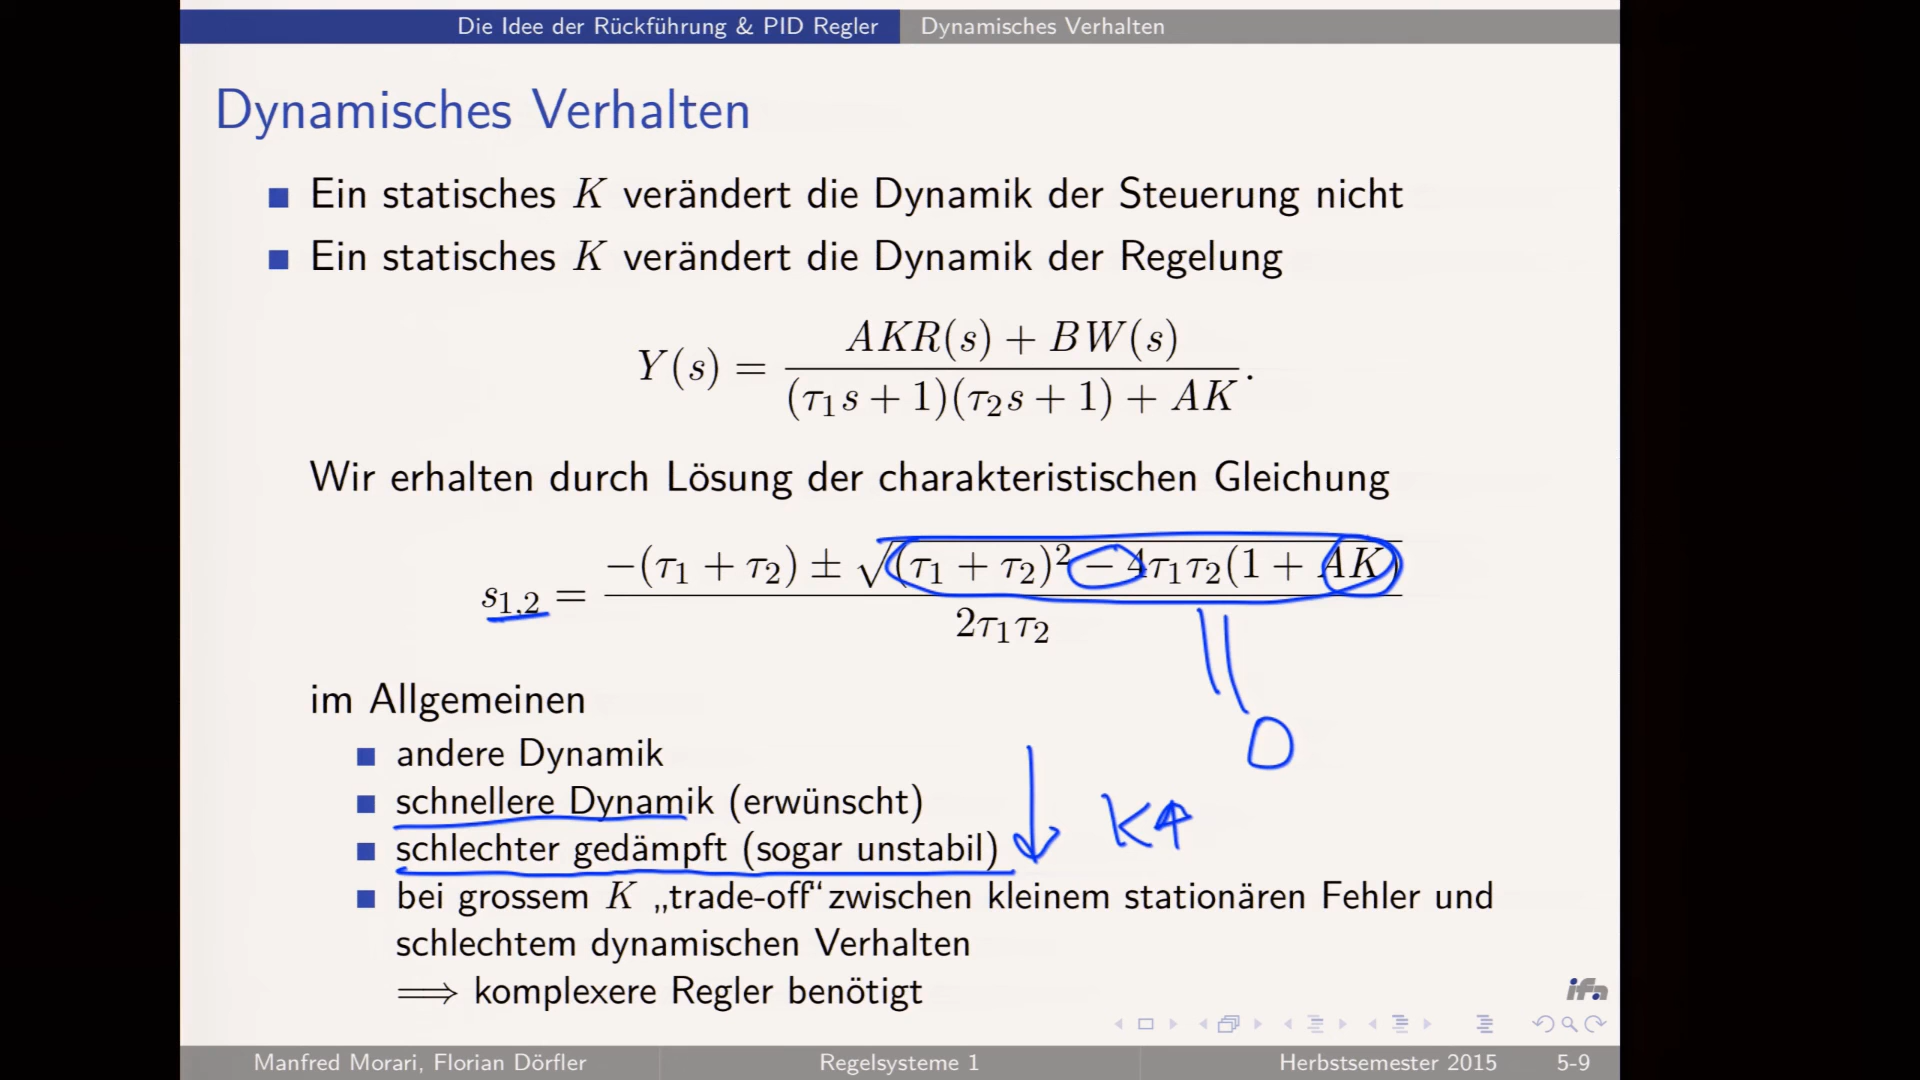 Die Idee der Rückführung & PID Regler Dynamisches Verhalten
Dynamisches Verhalten
■ Ein statisches K verändert die Dynamik der Steuerung nicht
■ Ein statisches K verändert die Dynamik der Regelung
Y(s) = \frac{AKR(s) + BW(s)}{(τ₁s + 1)(τ₂s + 1) + AK}.
Wir erhalten durch Lösung der charakteristischen Gleichung
s₁,₂ = \frac{-(τ₁ + τ₂) ± \sqrt{(τ₁ + τ₂)² - 4τ₁τ₂(1 + AK)}}{2τ₁τ₂}
im Allgemeinen
|| 0
■ andere Dynamik
■ schnellere Dynamik (erwünscht)
↓ K↑
■ schlechter gedämpft (sogar unstabil)
■ bei grossem K „trade-off“zwischen kleinem stationären Fehler und
schlechtem dynamischen Verhalten
⟹ komplexere Regler benötigt
ifa
Manfred Morari, Florian Dörfler Regelsysteme 1 Herbstsemester 2015 5-9